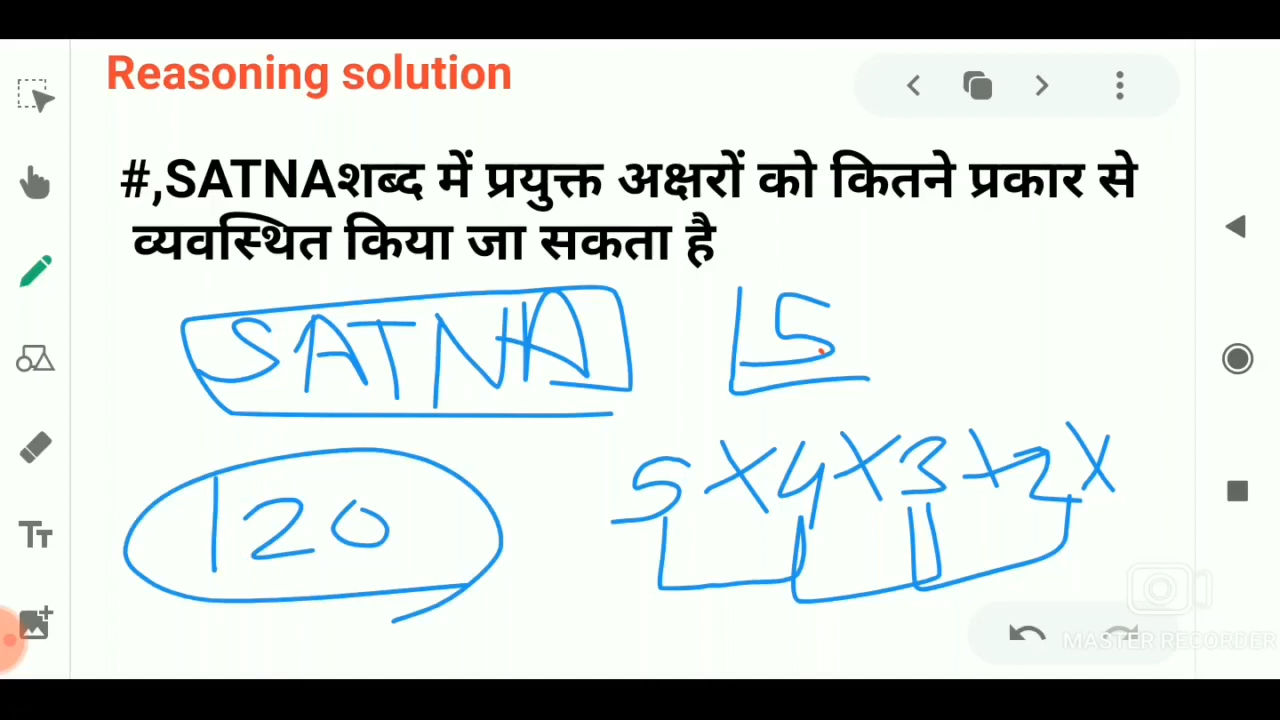 Reasoning solution
#,SATNAशब्द में प्रयुक्त अक्षरों को कितने प्रकार से
व्यवस्थित किया जा सकता है
SATNA 5
5 X 4 X 3 X 2 X
120
Tт
MASTER RECORDER